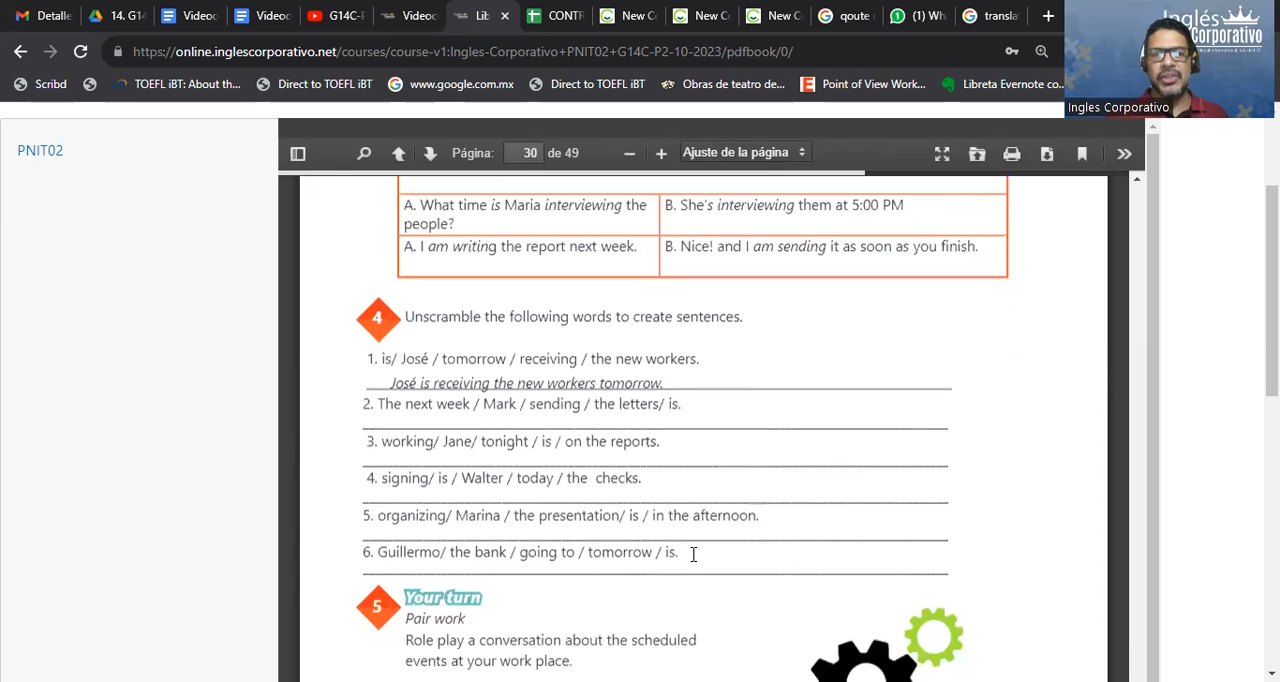 Detalle
14. G14
Videoc
Videoc
G14C-F
Videoc
Lib
CONTR
New C
New C
New C
qoute
(1) Wh
transla
https://online.inglescorporativo.net/courses/course-v1:Ingles-Corporativo+PNIT02+G14C-P2-10-2023/pdfbook/0/
Scribd
TOEFL iBT: About the...
Direct to TOEFL iBT
www.google.com.mx
Direct to TOEFL iBT
Obras de teatro de...
Point of View Work...
Libreta Evernote co...
Inglés
Corporativo
Ingles Corporativo
PNIT02
Página: 30 de 49
Ajuste de la página
A. What time is Maria interviewing the people?
B. She's interviewing them at 5:00 PM
A. I am writing the report next week.
B. Nice! and I am sending it as soon as you finish.
4 Unscramble the following words to create sentences.
1. is/ José / tomorrow / receiving / the new workers.
José is receiving the new workers tomorrow.
2. The next week / Mark / sending / the letters/ is.
3. working/ Jane/ tonight / is / on the reports.
4. signing/ is / Walter / today / the checks.
5. organizing/ Marina / the presentation/ is / in the afternoon.
6. Guillermo/ the bank / going to / tomorrow / is.
5 Your turn
Pair work
Role play a conversation about the scheduled
events at your work place.